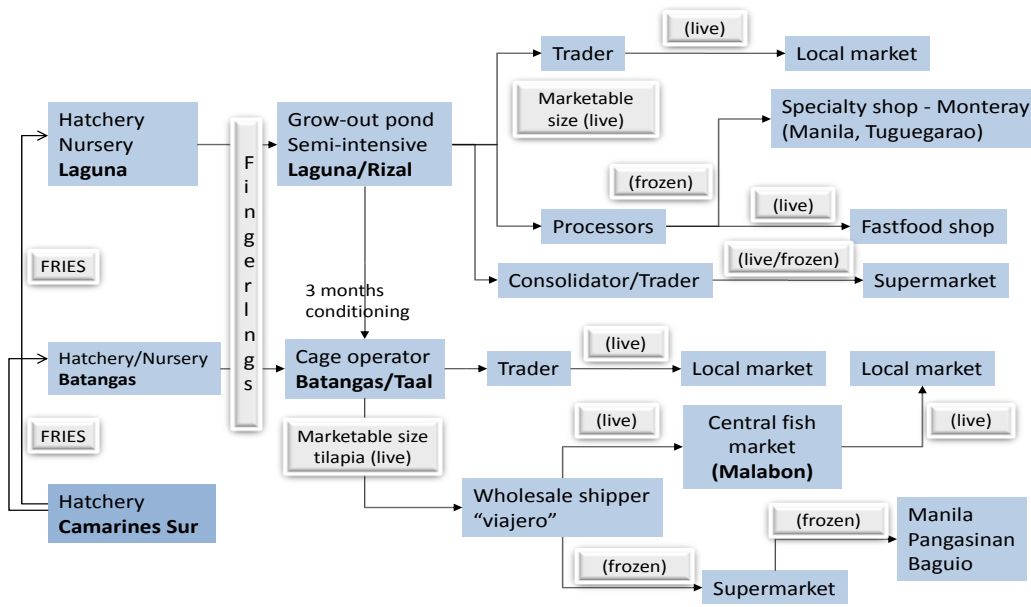 (live)
Trader
Local market
Marketable
size (live)
Specialty shop - Monteray
(Manila, Tuguegarao)
Hatchery
Nursery
Laguna
FingerIngs
Grow-out pond
Semi-intensive
Laguna/Rizal
(frozen)
(live)
Processors
Fastfood shop
FRIES
(live/frozen)
Consolidator/Trader
Supermarket
3 months
conditioning
Hatchery/Nursery
Batangas
Cage operator
Batangas/Taal
(live)
Trader
Local market
Local market
FRIES
Marketable size
tilapia (live)
(live)
Central fish
market
(Malabon)
(live)
Hatchery
Camarines Sur
Wholesale shipper
“viajero”
(frozen)
Supermarket
(frozen)
Manila
Pangasinan
Baguio